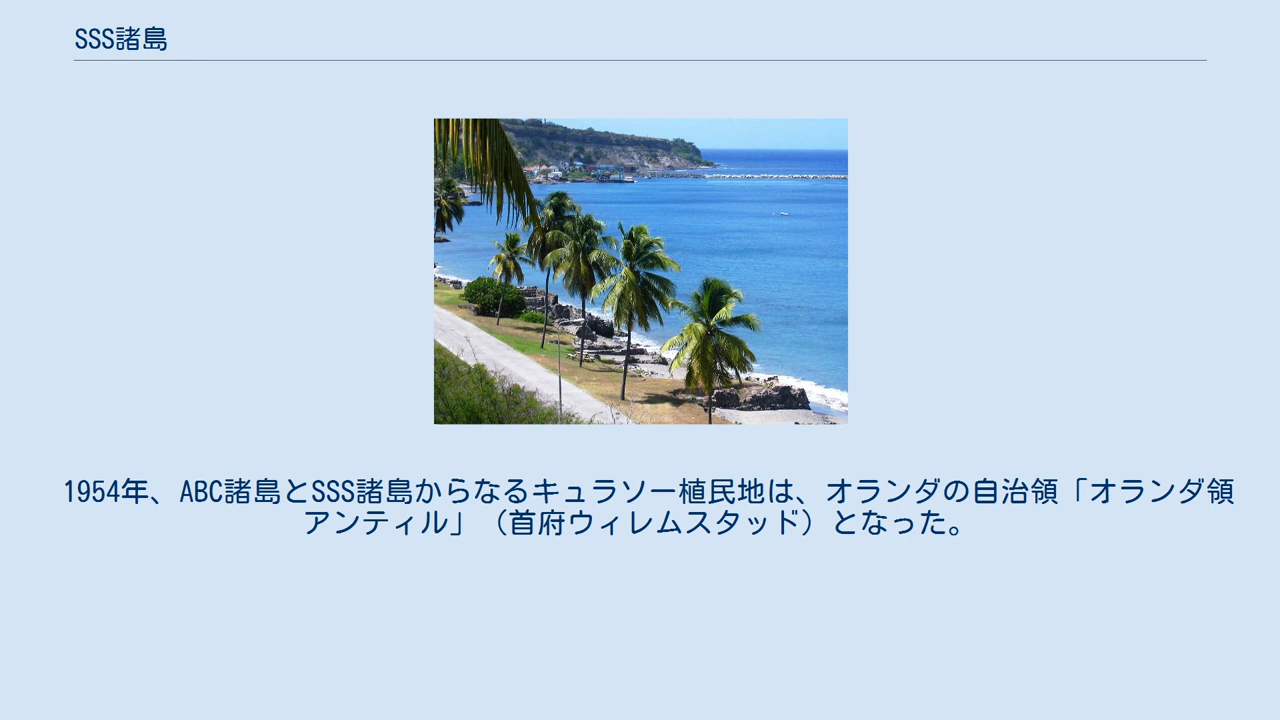 SSS諸島
1954年、ABC諸島とSSS諸島からなるキュラソー植民地は、オランダの自治領「オランダ領
アンティル」（首府ウィレムスタッド）となった。